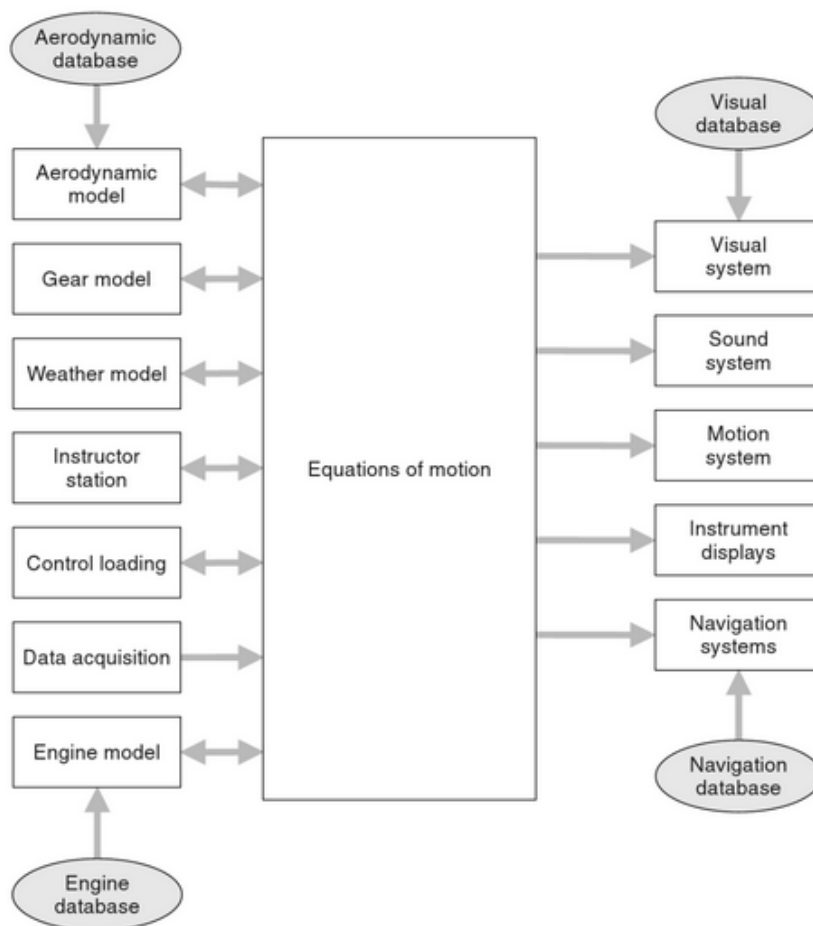 Aerodynamic
database
Aerodynamic
model
Gear model
Weather model
Instructor
station
Control loading
Data acquisition
Engine model
Engine
database
Equations of motion
Visual
database
Visual
system
Sound
system
Motion
system
Instrument
displays
Navigation
systems
Navigation
database